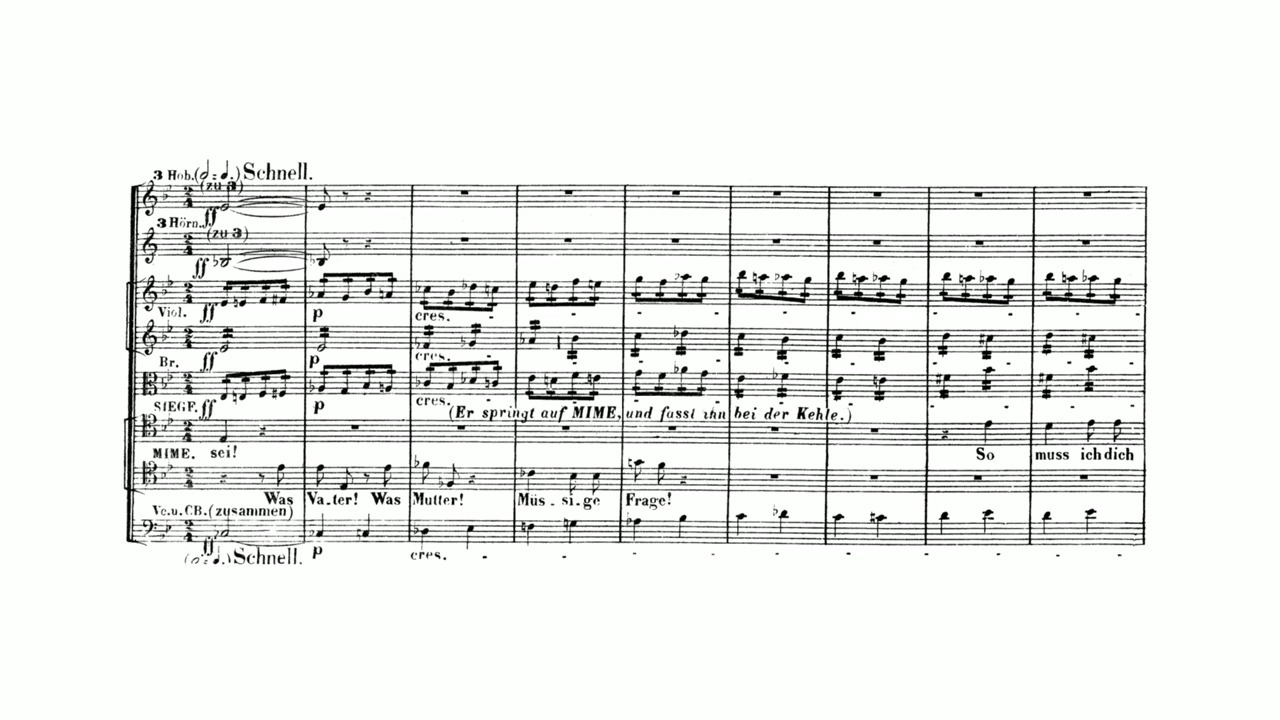 3 Hob. (𝅗𝅥 = 𝅘𝅥.) Schnell.
(zu 3)
ff
3 Hörn.
(zu 3)
ff
Viol. ff p cres. - - - - - - -
Br. ff p cres. - - - - - - -
SIEGF. ff p cres. - - - - - - -
(Er springt auf MIME, und fasst ihn bei der Kehle.)
MIME. sei! So muss ich dich
Was Va-ter! Was Mutter! Müs-si-ge Frage!
Vc. u. CB. (zusammen)
ff p cres. - - - - - - -
Schnell.